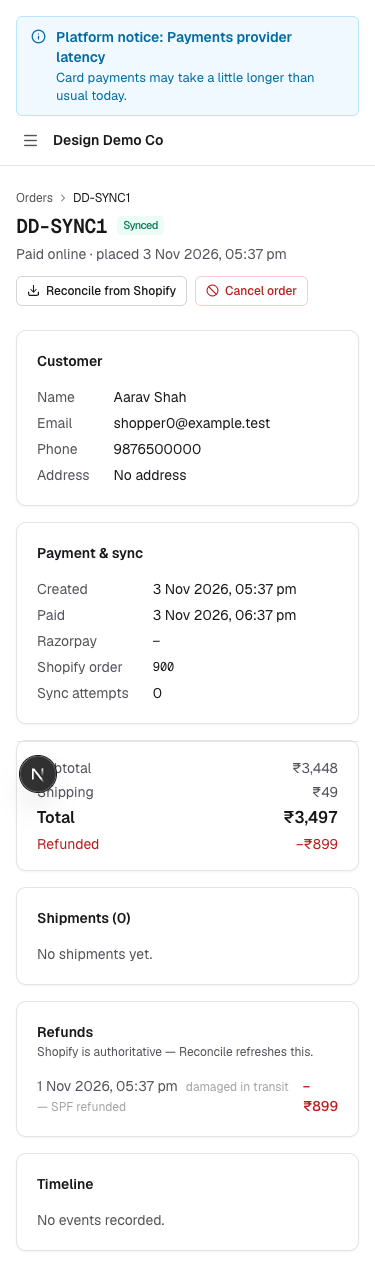 Platform notice: Payments provider
latency
Card payments may take a little longer than
usual today.
Design Demo Co
Orders > DD-SYNC1
DD-SYNC1 Synced
Paid online · placed 3 Nov 2026, 05:37 pm
Reconcile from Shopify Cancel order
Customer
Name Aarav Shah
Email shopper0@example.test
Phone 9876500000
Address No address
Payment & sync
Created 3 Nov 2026, 05:37 pm
Paid 3 Nov 2026, 06:37 pm
Razorpay –
Shopify order 900
Sync attempts 0
btotal ₹3,448
Shipping ₹49
Total ₹3,497
Refunded −₹899
N
Shipments (0)
No shipments yet.
Refunds
Shopify is authoritative — Reconcile refreshes this.
1 Nov 2026, 05:37 pm damaged in transit −
— SPF refunded ₹899
Timeline
No events recorded.